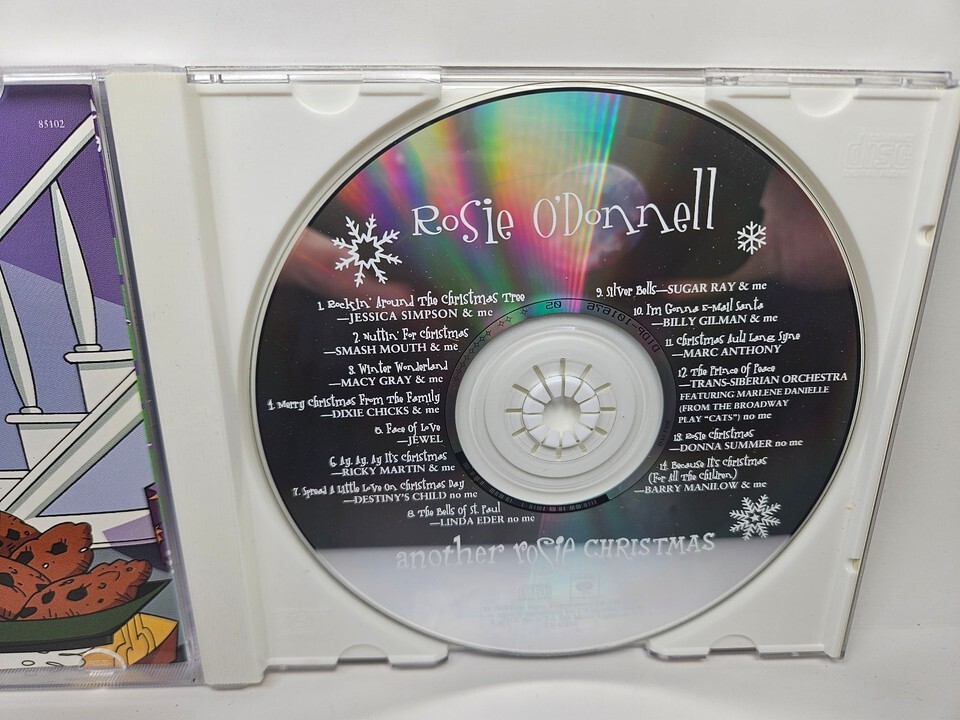 85102
Rosie O'Donnell
1. Rockin' Around The Christmas Tree
—JESSICA SIMPSON & me
2. Nuttin' For Christmas
—SMASH MOUTH & me
3. Winter Wonderland
—MACY GRAY & me
4. Merry Christmas From The Family
—DIXIE CHICKS & me
5. Face of Love
—JEWEL
6. Ay, Ay, Ay It's Christmas
—RICKY MARTIN & me
7. Spread A Little Love On Christmas Day
—DESTINY'S CHILD no me
8. The Bells of St. Paul
—LINDA EDER no me
9. Silver Bells—SUGAR RAY & me
10. I'm Gonna E-Mail Santa
—BILLY GILMAN & me
11. Christmas Auld Lang Syne
—MARC ANTHONY
12. The Prince of Peace
—TRANS-SIBERIAN ORCHESTRA
FEATURING MARLENE DANIELLE
(FROM THE BROADWAY
PLAY "CATS") no me
13. Rosie Christmas
—DONNA SUMMER no me
14. Because It's Christmas
(For All The Children)
—BARRY MANILOW & me
another rosie CHRISTMAS
disc